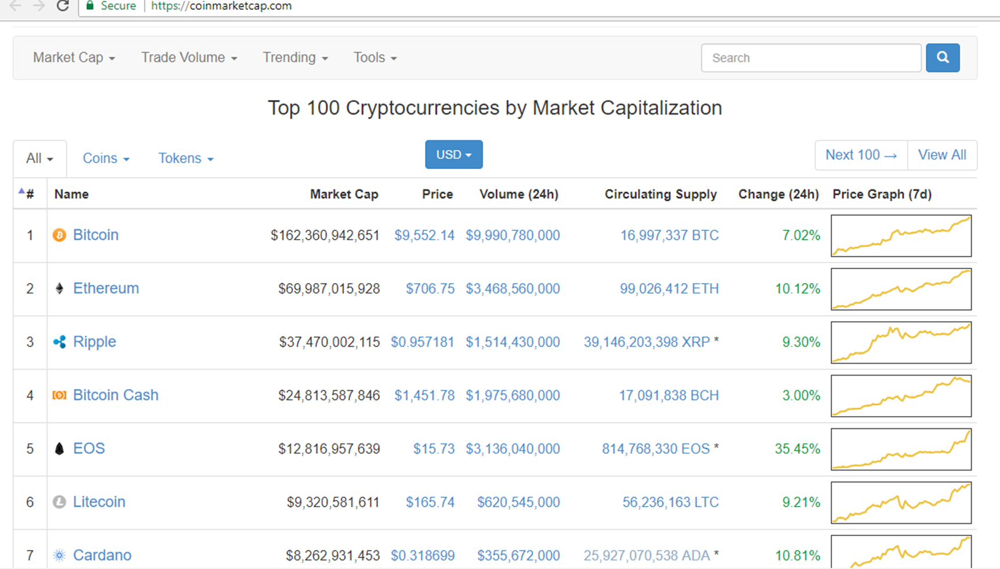 Secure https://coinmarketcap.com
Market Cap Trade Volume Trending Tools Search
Top 100 Cryptocurrencies by Market Capitalization
All Coins Tokens USD Next 100 → View All
# Name Market Cap Price Volume (24h) Circulating Supply Change (24h) Price Graph (7d)
1 Bitcoin $162,360,942,651 $9,552.14 $9,990,780,000 16,997,337 BTC 7.02%
2 Ethereum $69,987,015,928 $706.75 $3,468,560,000 99,026,412 ETH 10.12%
3 Ripple $37,470,002,115 $0.957181 $1,514,430,000 39,146,203,398 XRP * 9.30%
4 Bitcoin Cash $24,813,587,846 $1,451.78 $1,975,680,000 17,091,838 BCH 3.00%
5 EOS $12,816,957,639 $15.73 $3,136,040,000 814,768,330 EOS * 35.45%
6 Litecoin $9,320,581,611 $165.74 $620,545,000 56,236,163 LTC 9.21%
7 Cardano $8,262,931,453 $0.318699 $355,672,000 25,927,070,538 ADA * 10.81%